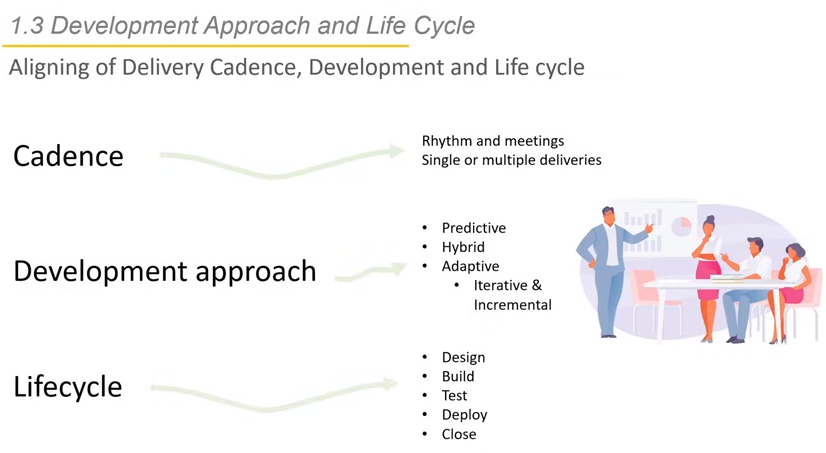 1.3 Development Approach and Life Cycle
Aligning of Delivery Cadence, Development and Life cycle
Cadence
Rhythm and meetings
Single or multiple deliveries
Development approach
• Predictive
• Hybrid
• Adaptive
• Iterative &
Incremental
Lifecycle
• Design
• Build
• Test
• Deploy
• Close